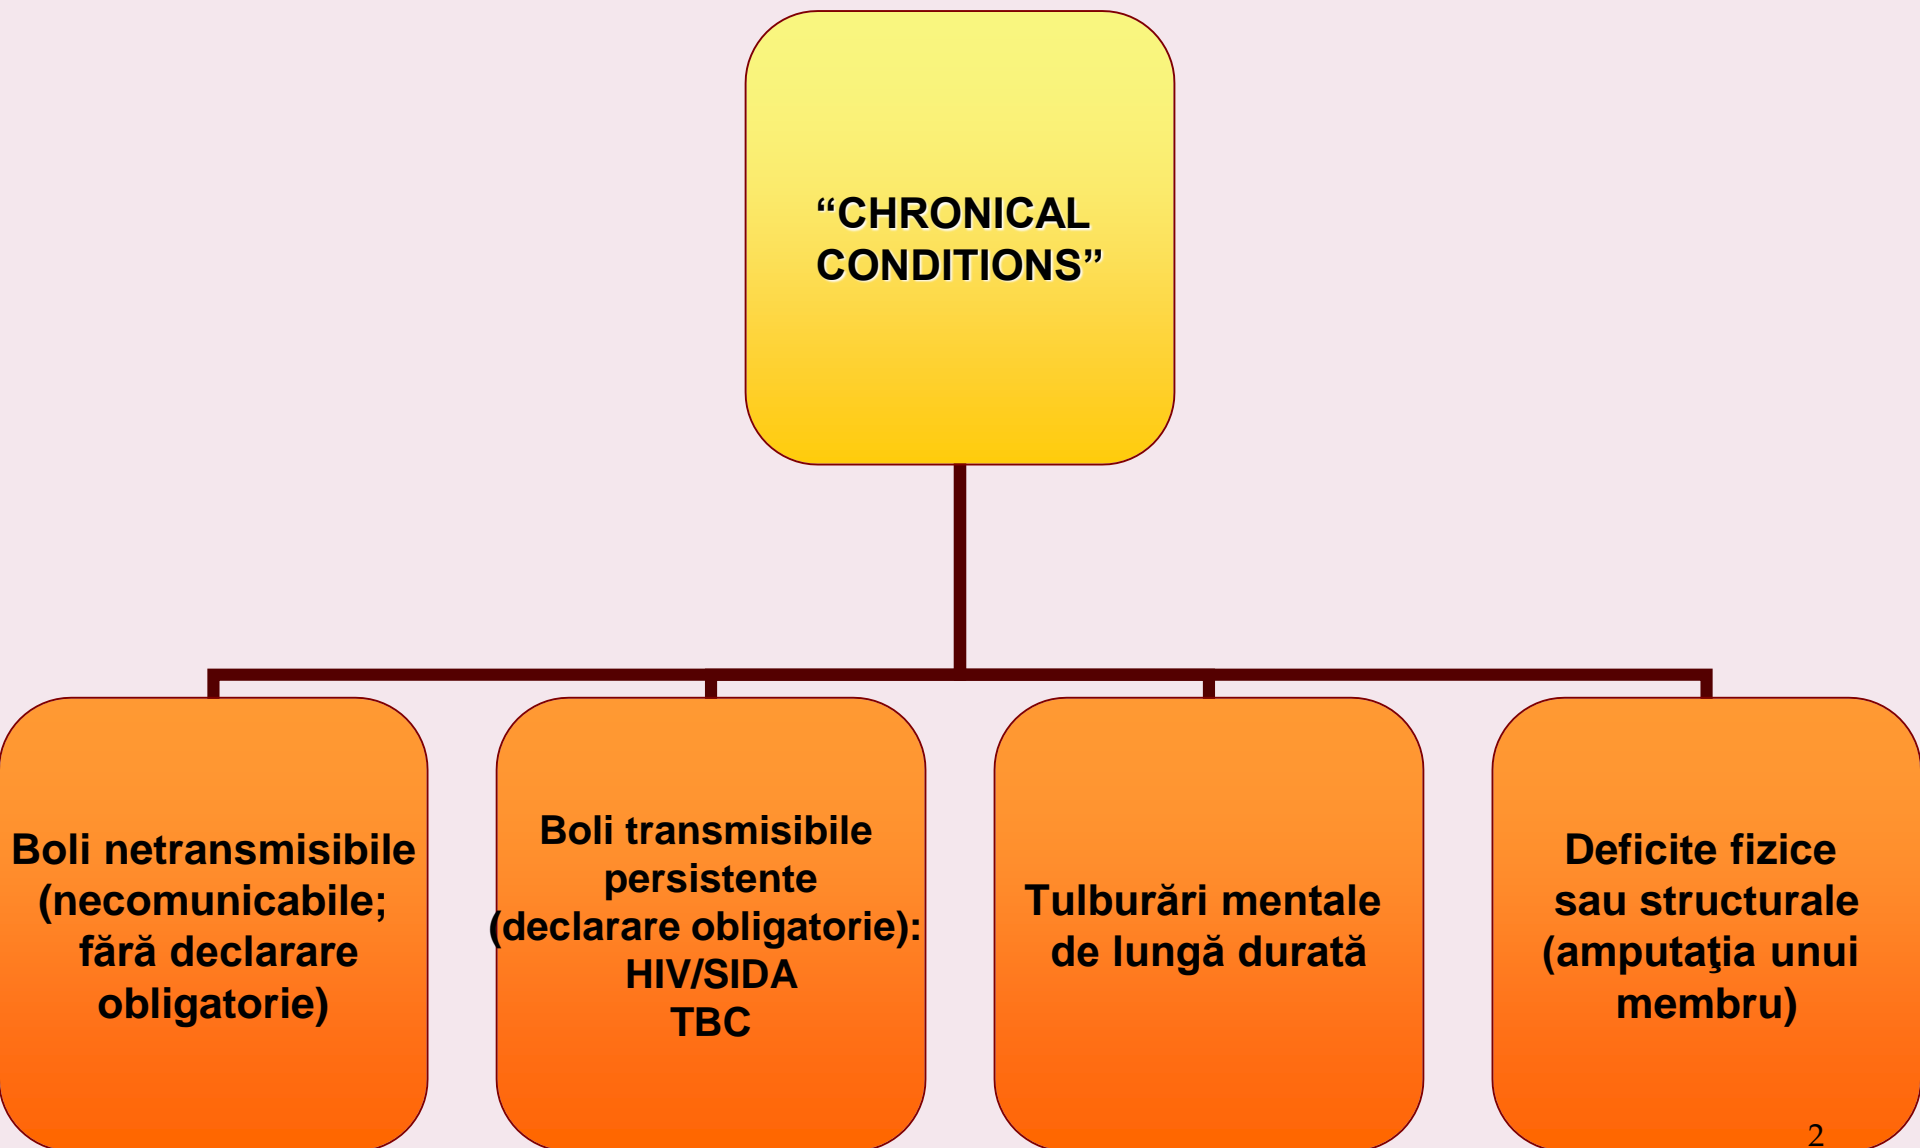 “CHRONICAL
CONDITIONS”
Boli netransmisibile
(necomunicabile;
fără declarare
obligatorie)
Boli transmisibile
persistente
(declarare obligatorie):
HIV/SIDA
TBC
Tulburări mentale
de lungă durată
Deficite fizice
sau structurale
(amputaţia unui
membru)
2